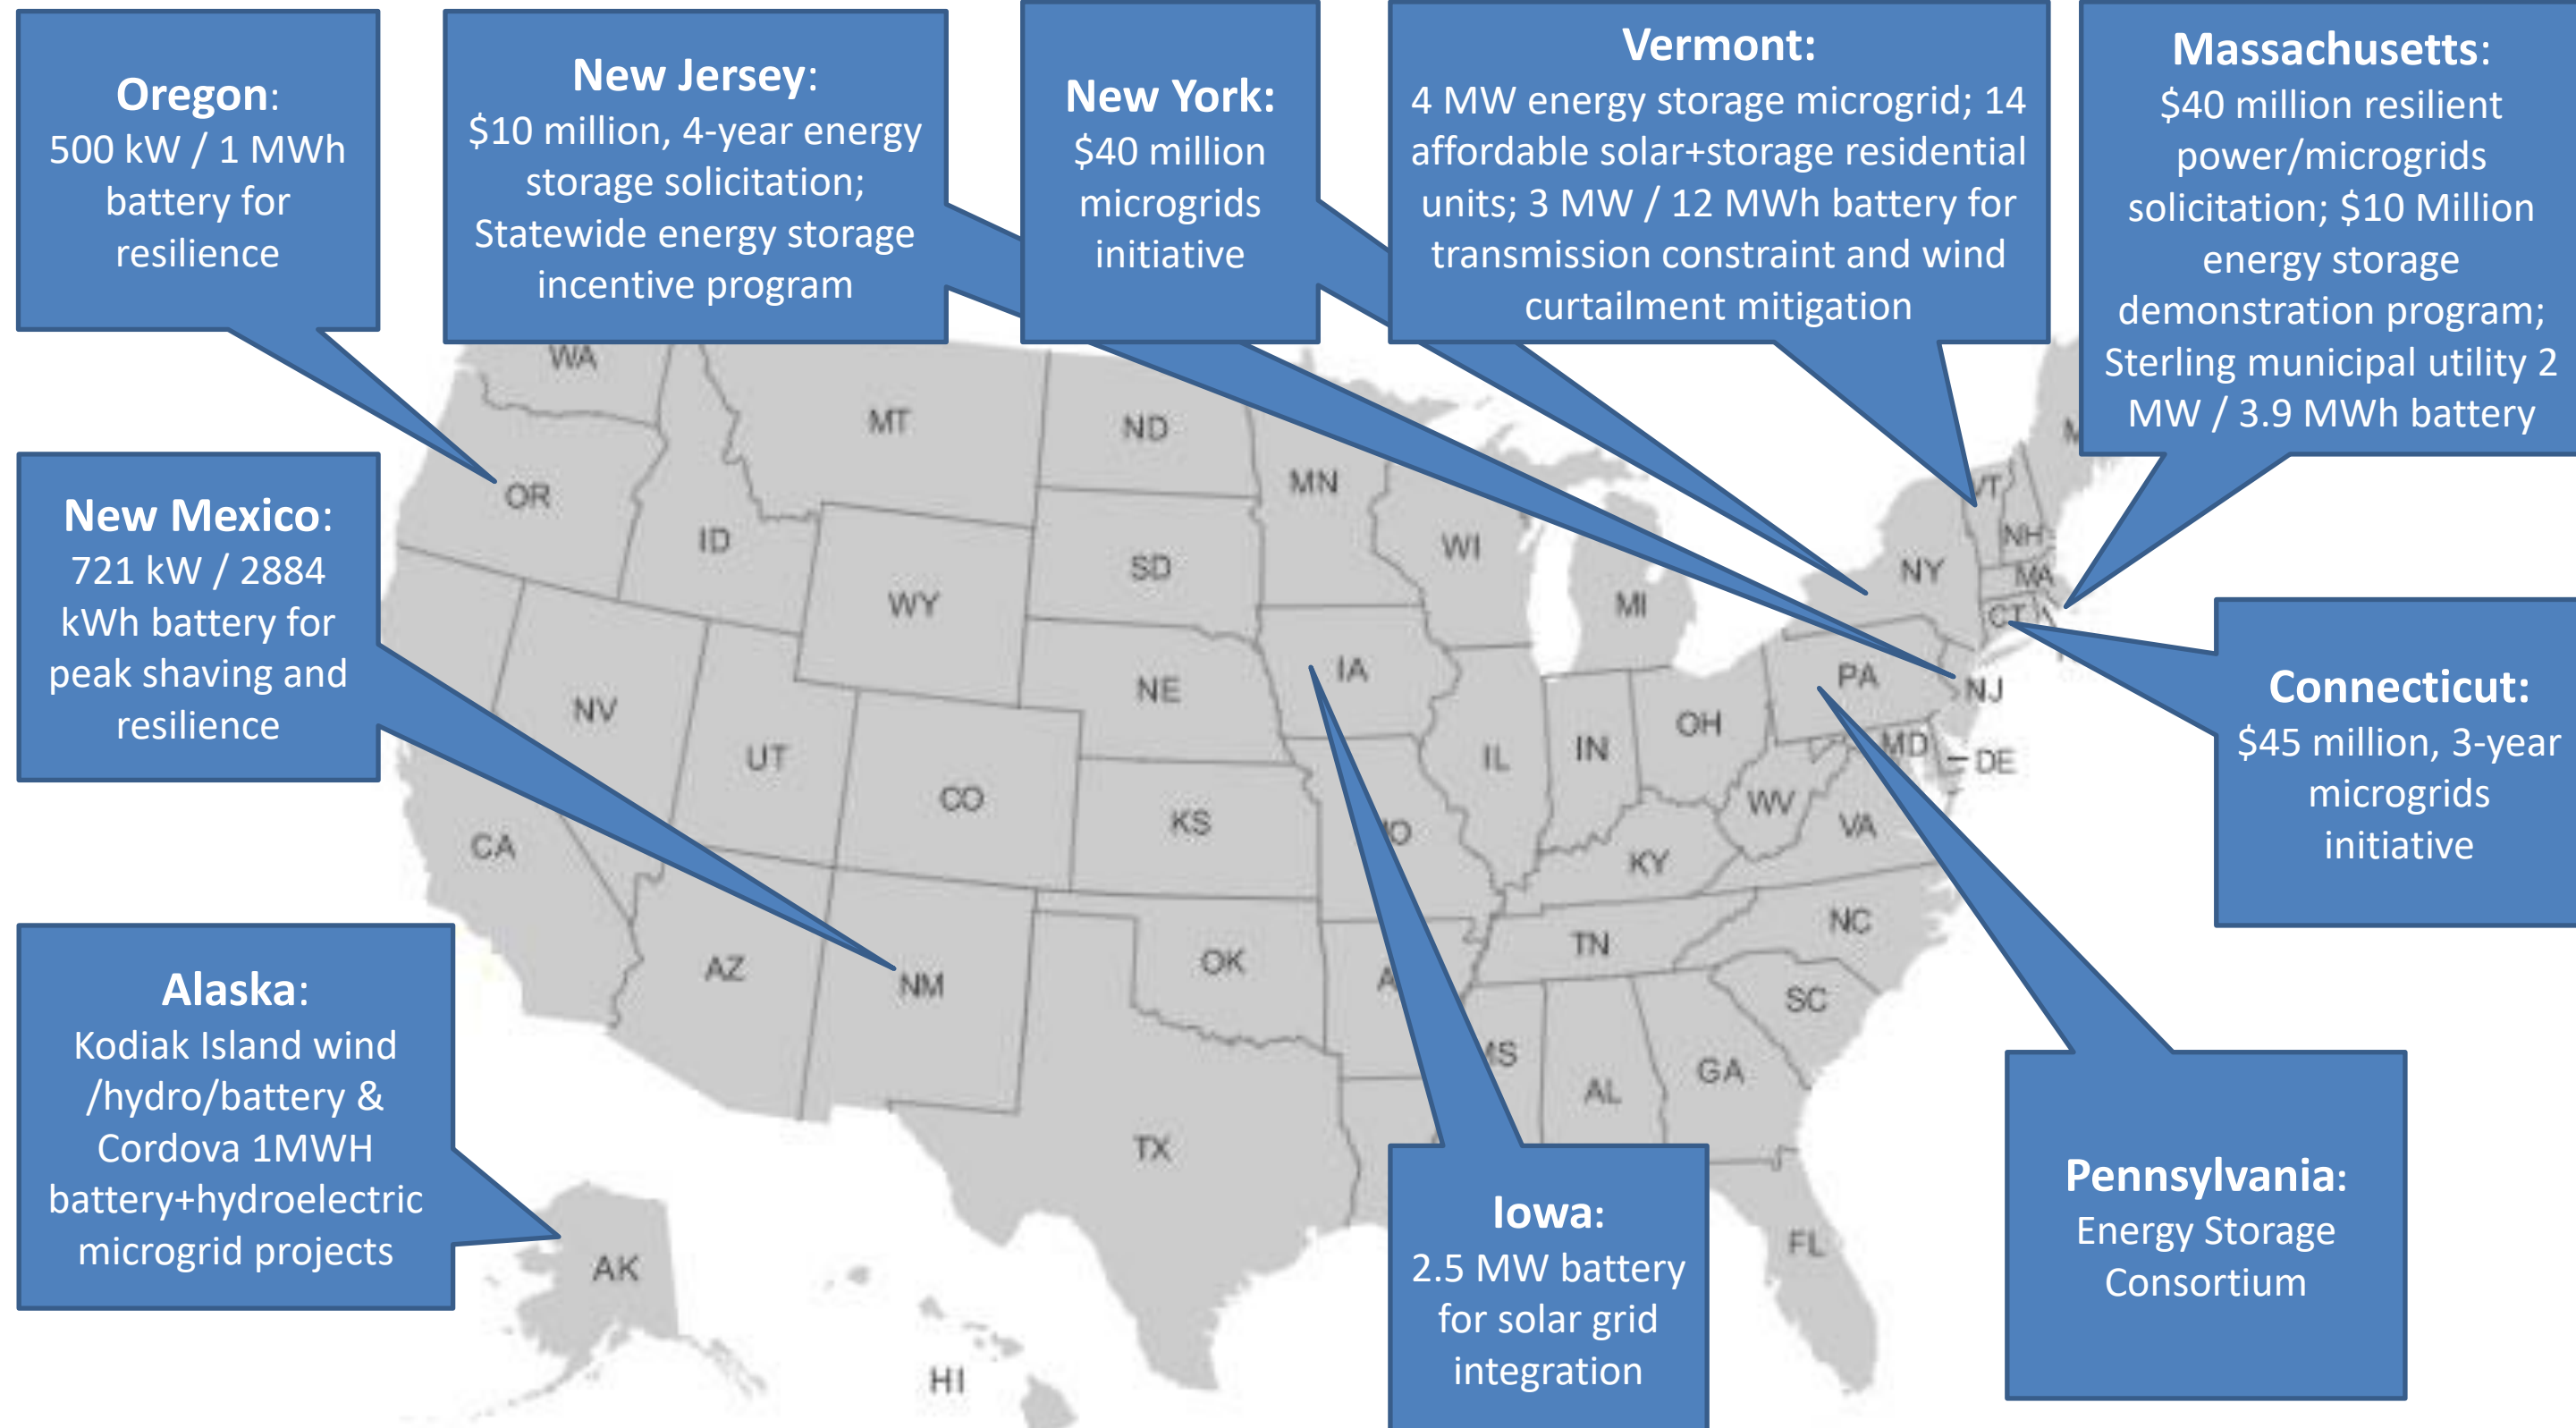 Oregon:
500 kW / 1 MWh
battery for
resilience
New Jersey:
$10 million, 4-year energy
storage solicitation;
Statewide energy storage
incentive program
New York:
$40 million
microgrids
initiative
Vermont:
4 MW energy storage microgrid; 14
affordable solar+storage residential
units; 3 MW / 12 MWh battery for
transmission constraint and wind
curtailment mitigation
Massachusetts:
$40 million resilient
power/microgrids
solicitation; $10 Million
energy storage
demonstration program;
Sterling municipal utility 2
MW / 3.9 MWh battery
New Mexico:
721 kW / 2884
kWh battery for
peak shaving and
resilience
Connecticut:
$45 million, 3-year
microgrids
initiative
Alaska:
Kodiak Island wind
/hydro/battery &
Cordova 1MWH
battery+hydroelectric
microgrid projects
Iowa:
2.5 MW battery
for solar grid
integration
Pennsylvania:
Energy Storage
Consortium
WA
MT
ND
MN
OR
ID
WY
SD
WI
MI
NY
VT
NH
MA
CT
NV
UT
CO
NE
KS
IA
IL
IN
OH
PA
NJ
MD
DE
WV
VA
KY
CA
AZ
NM
OK
TN
NC
SC
MS
AL
GA
TX
FL
AK
HI